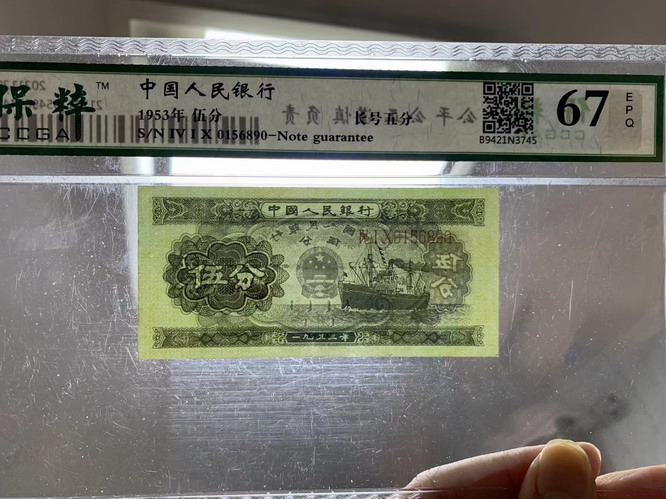 保粹 TM
CCGA
中国人民银行
1953年 伍分
长号五分
S/N IV I X 0156890-Note guarantee
67
EPQ
B9421N3745
中國人民银行
伍分
伍分
一九五三年